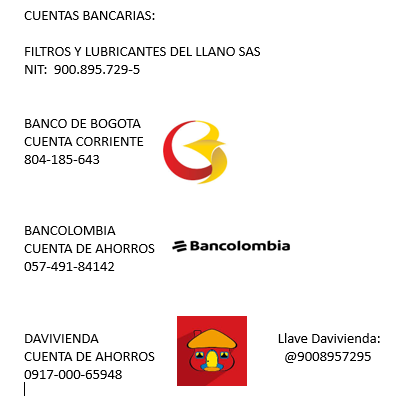 CUENTAS BANCARIAS:
FILTROS Y LUBRICANTES DEL LLANO SAS
NIT:  900.895.729-5
BANCO DE BOGOTA
CUENTA CORRIENTE
804-185-643
BANCOLOMBIA
CUENTA DE AHORROS
057-491-84142
Bancolombia
DAVIVIENDA
CUENTA DE AHORROS
0917-000-65948
Llave Davivienda:
@9008957295